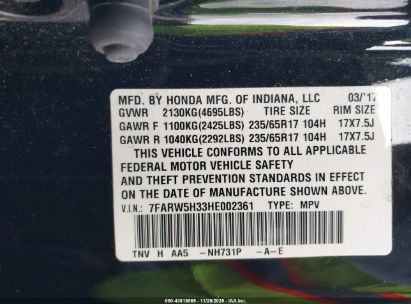 MFD. BY HONDA MFG. OF INDIANA, LLC 03/'17
GVWR 2130KG(4695LBS) TIRE SIZE RIM SIZE
GAWR F 1100KG(2425LBS) 235/65R17 104H 17X7.5J
GAWR R 1040KG(2292LBS) 235/65R17 104H 17X7.5J
THIS VEHICLE CONFORMS TO ALL APPLICABLE
FEDERAL MOTOR VEHICLE SAFETY
AND THEFT PREVENTION STANDARDS IN EFFECT
ON THE DATE OF MANUFACTURE SHOWN ABOVE.
V.I.N.: 7FARW5H33HE002361 TYPE: MPV
TNV H AA5 -NH731P -A-E